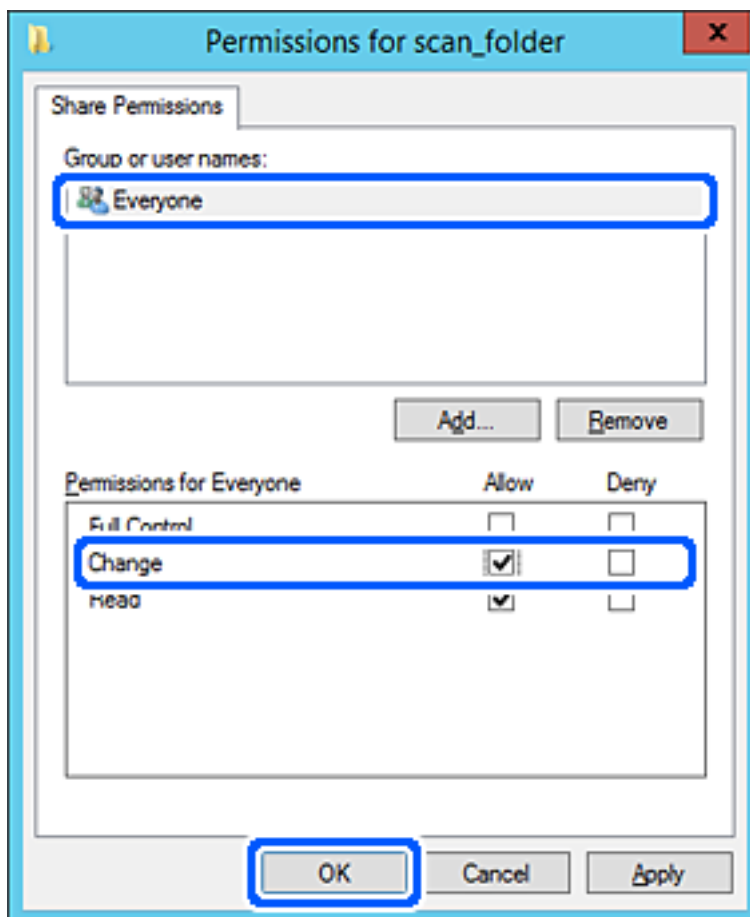 Permissions for scan_folder
x
Share Permissions
Group or user names:
Everyone
Add... Remove
Permissions for Everyone Allow Deny
Full Control
Change
Read
OK Cancel Apply